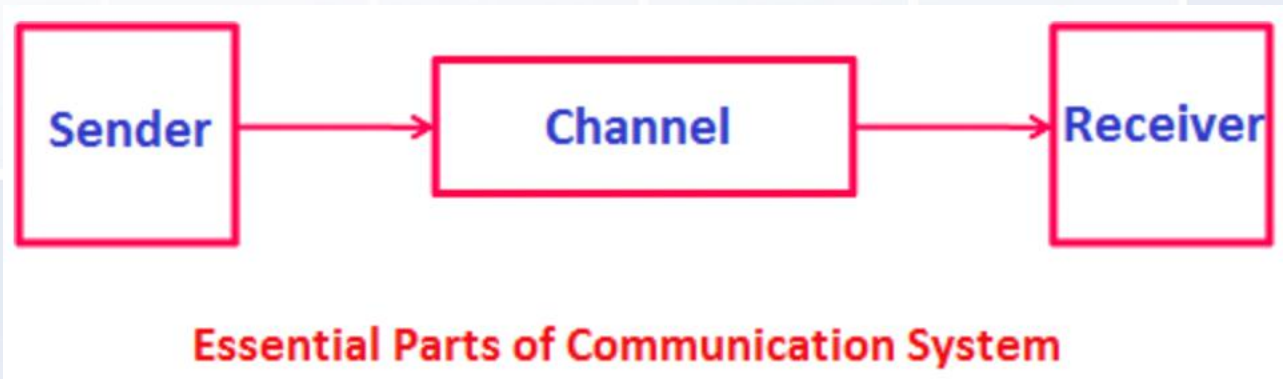 Sender
Channel
Receiver
Essential Parts of Communication System